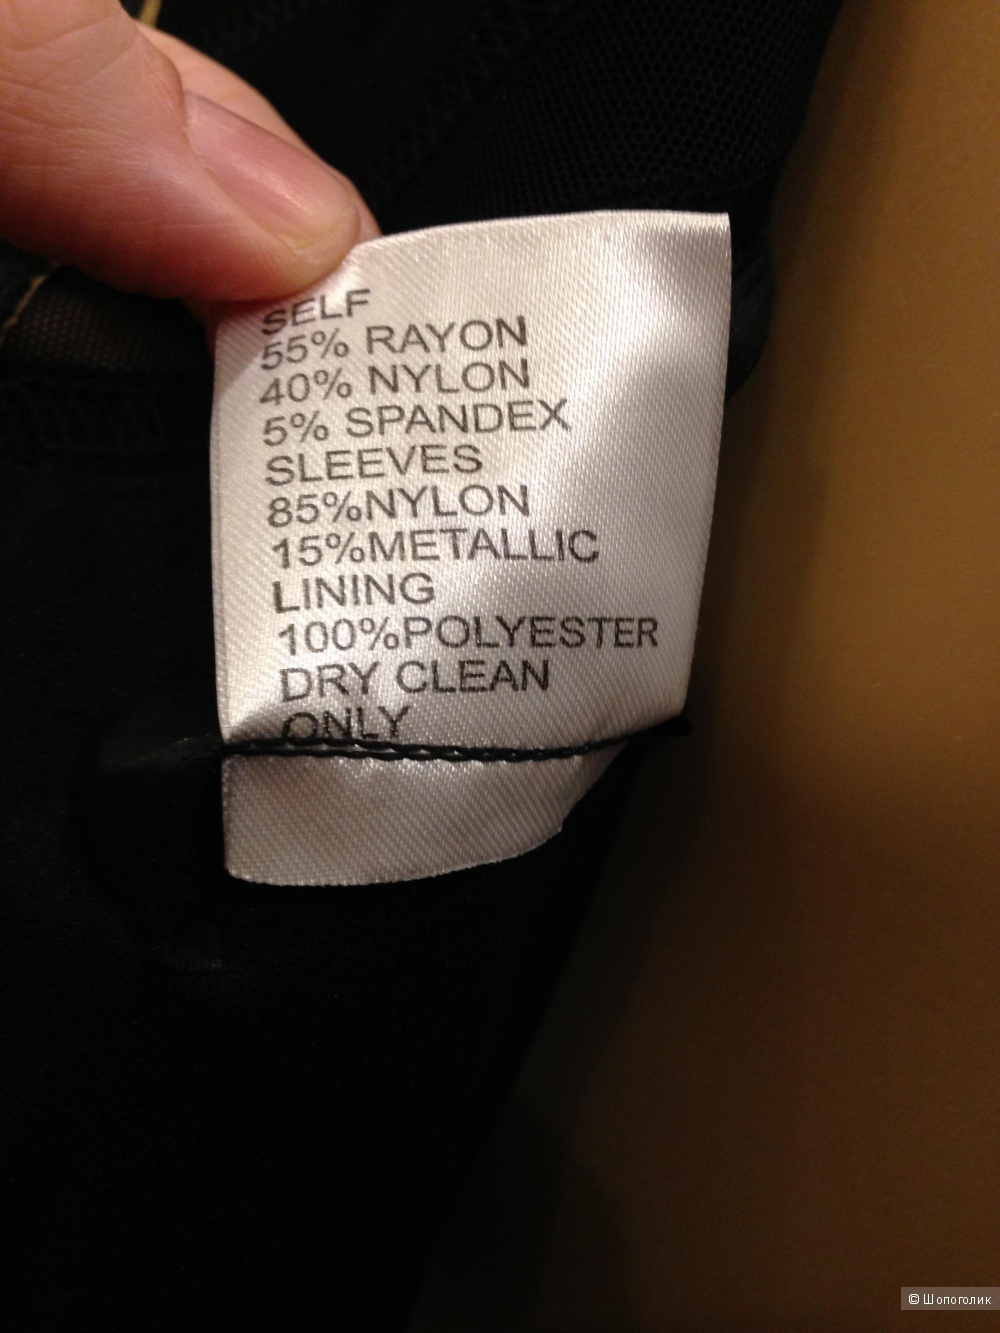 SELF
55% RAYON
40% NYLON
5% SPANDEX
SLEEVES
85%NYLON
15%METALLIC
LINING
100%POLYESTER
DRY CLEAN
ONLY
© Шопоголик